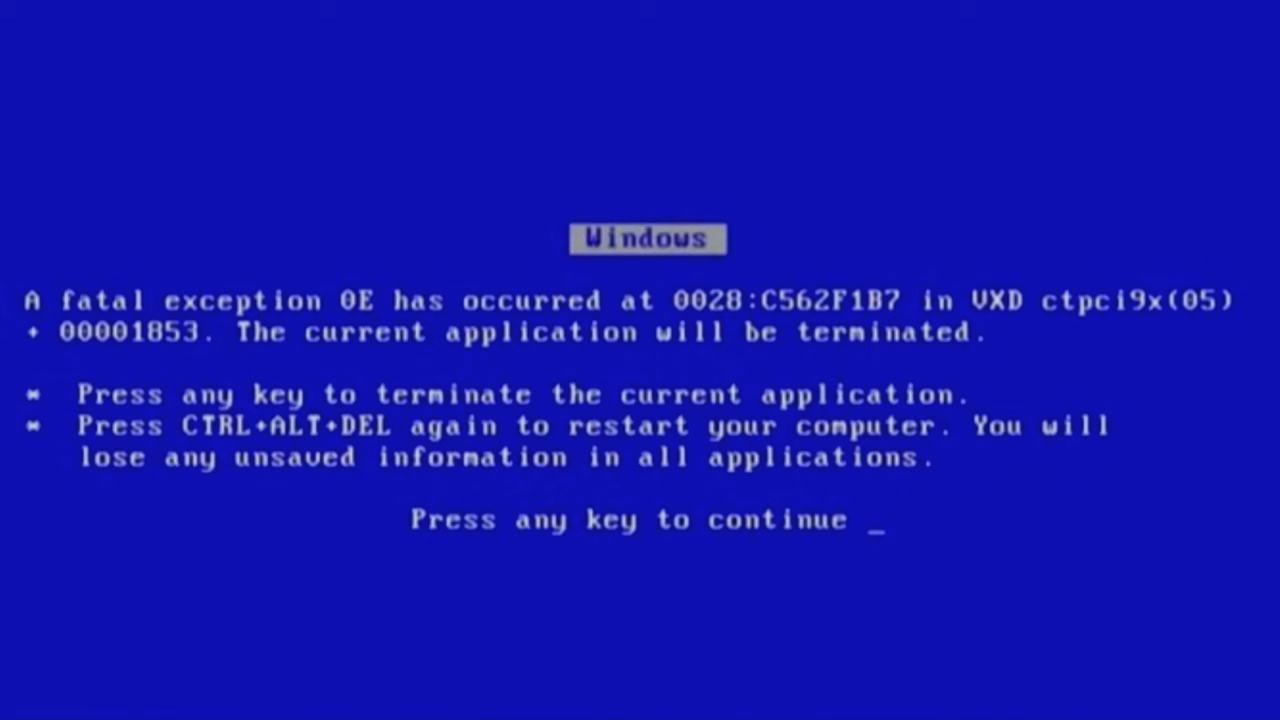 Windows
A fatal exception 0E has occurred at 0028:C562F1B7 in VXD ctpci9x(05)
+ 00001853. The current application will be terminated.
* Press any key to terminate the current application.
* Press CTRL+ALT+DEL again to restart your computer. You will
lose any unsaved information in all applications.
Press any key to continue _